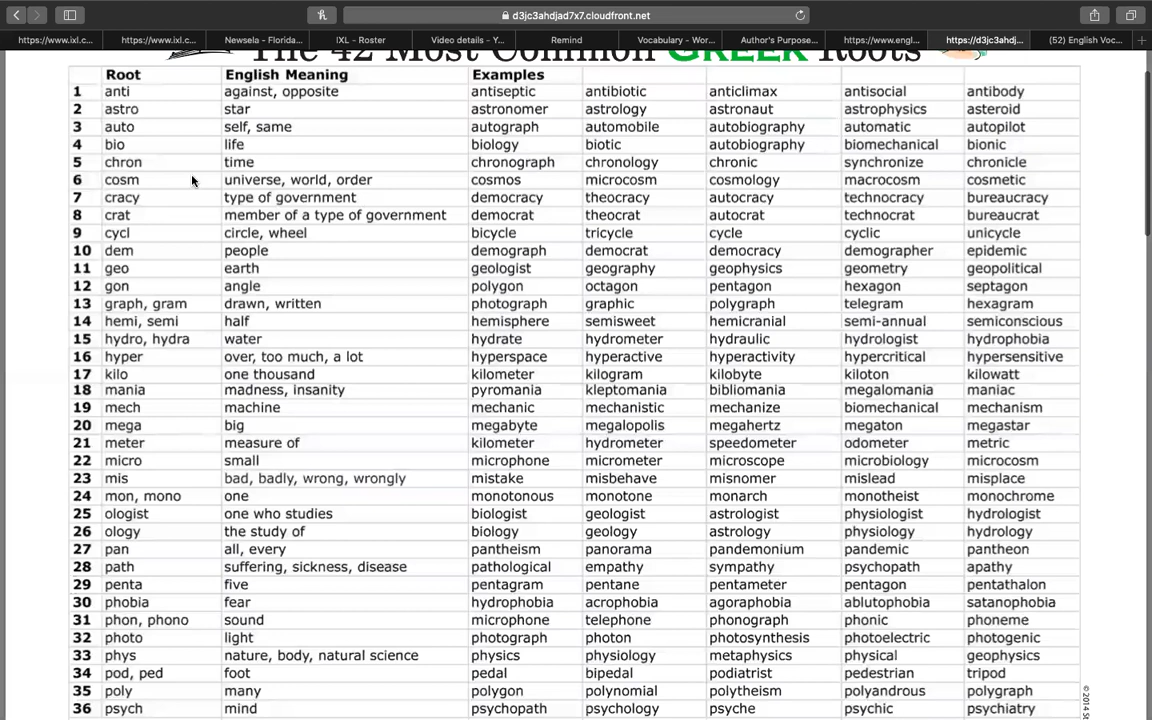 d3jc3ahdjad7x7.cloudfront.net
https://www.ixl.c... https://www.ixl.c... Newsela - Florida... IXL - Roster Video details - Y... Remind Vocabulary - Wor... Author's Purpose... https://www.engl... https://d3jc3ahdj... (52) English Voc...
The 42 Most Common GREEK Roots
Root English Meaning Examples
1 anti against, opposite antiseptic antibiotic anticlimax antisocial antibody
2 astro star astronomer astrology astronaut astrophysics asteroid
3 auto self, same autograph automobile autobiography automatic autopilot
4 bio life biology biotic autobiography biomechanical bionic
5 chron time chronograph chronology chronic synchronize chronicle
6 cosm universe, world, order cosmos microcosm cosmology macrocosm cosmetic
7 cracy type of government democracy theocracy autocracy technocracy bureaucracy
8 crat member of a type of government democrat theocrat autocrat technocrat bureaucrat
9 cycl circle, wheel bicycle tricycle cycle cyclic unicycle
10 dem people demograph democrat democracy demographer epidemic
11 geo earth geologist geography geophysics geometry geopolitical
12 gon angle polygon octagon pentagon hexagon septagon
13 graph, gram drawn, written photograph graphic polygraph telegram hexagram
14 hemi, semi half hemisphere semisweet hemicranial semi-annual semiconscious
15 hydro, hydra water hydrate hydrometer hydraulic hydrologist hydrophobia
16 hyper over, too much, a lot hyperspace hyperactive hyperactivity hypercritical hypersensitive
17 kilo one thousand kilometer kilogram kilobyte kiloton kilowatt
18 mania madness, insanity pyromania kleptomania bibliomania megalomania maniac
19 mech machine mechanic mechanistic mechanize biomechanical mechanism
20 mega big megabyte megalopolis megahertz megaton megastar
21 meter measure of kilometer hydrometer speedometer odometer metric
22 micro small microphone micrometer microscope microbiology microcosm
23 mis bad, badly, wrong, wrongly mistake misbehave misnomer mislead misplace
24 mon, mono one monotonous monotone monarch monotheist monochrome
25 ologist one who studies biologist geologist astrologist physiologist hydrologist
26 ology the study of biology geology astrology physiology hydrology
27 pan all, every pantheism panorama pandemonium pandemic pantheon
28 path suffering, sickness, disease pathological empathy sympathy psychopath apathy
29 penta five pentagram pentane pentameter pentagon pentathalon
30 phobia fear hydrophobia acrophobia agoraphobia ablutophobia satanophobia
31 phon, phono sound microphone telephone phonograph phonic phoneme
32 photo light photograph photon photosynthesis photoelectric photogenic
33 phys nature, body, natural science physics physiology metaphysics physical geophysics
34 pod, ped foot pedal bipedal podiatrist pedestrian tripod
35 poly many polygon polynomial polytheism polyandrous polygraph
36 psych mind psychopath psychology psyche psychic psychiatry
© 2014